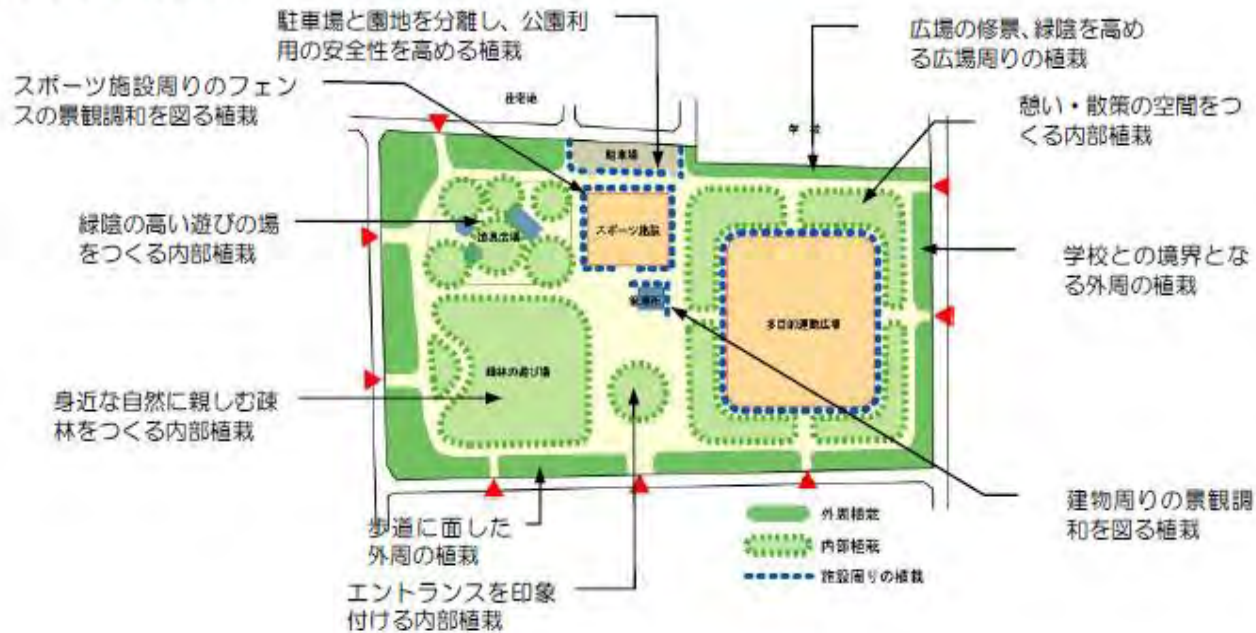 駐車場と園地を分離し、公園利
用の安全性を高める植栽
広場の修景、緑陰を高め
る広場周りの植栽
スポーツ施設周りのフェン
スの景観調和を図る植栽
憩い・散策の空間をつ
くる内部植栽
住宅地
学校
駐車場
緑陰の高い遊びの場
をつくる内部植栽
遊具広場
スポーツ施設
学校との境界とな
る外周の植栽
多目的運動広場
身近な自然に親しむ疎
林をつくる内部植栽
建物周りの景観調
和を図る植栽
歩道に面した
外周の植栽
エントランスを印象
付ける内部植栽
外周植栽
内部植栽
施設周りの植栽